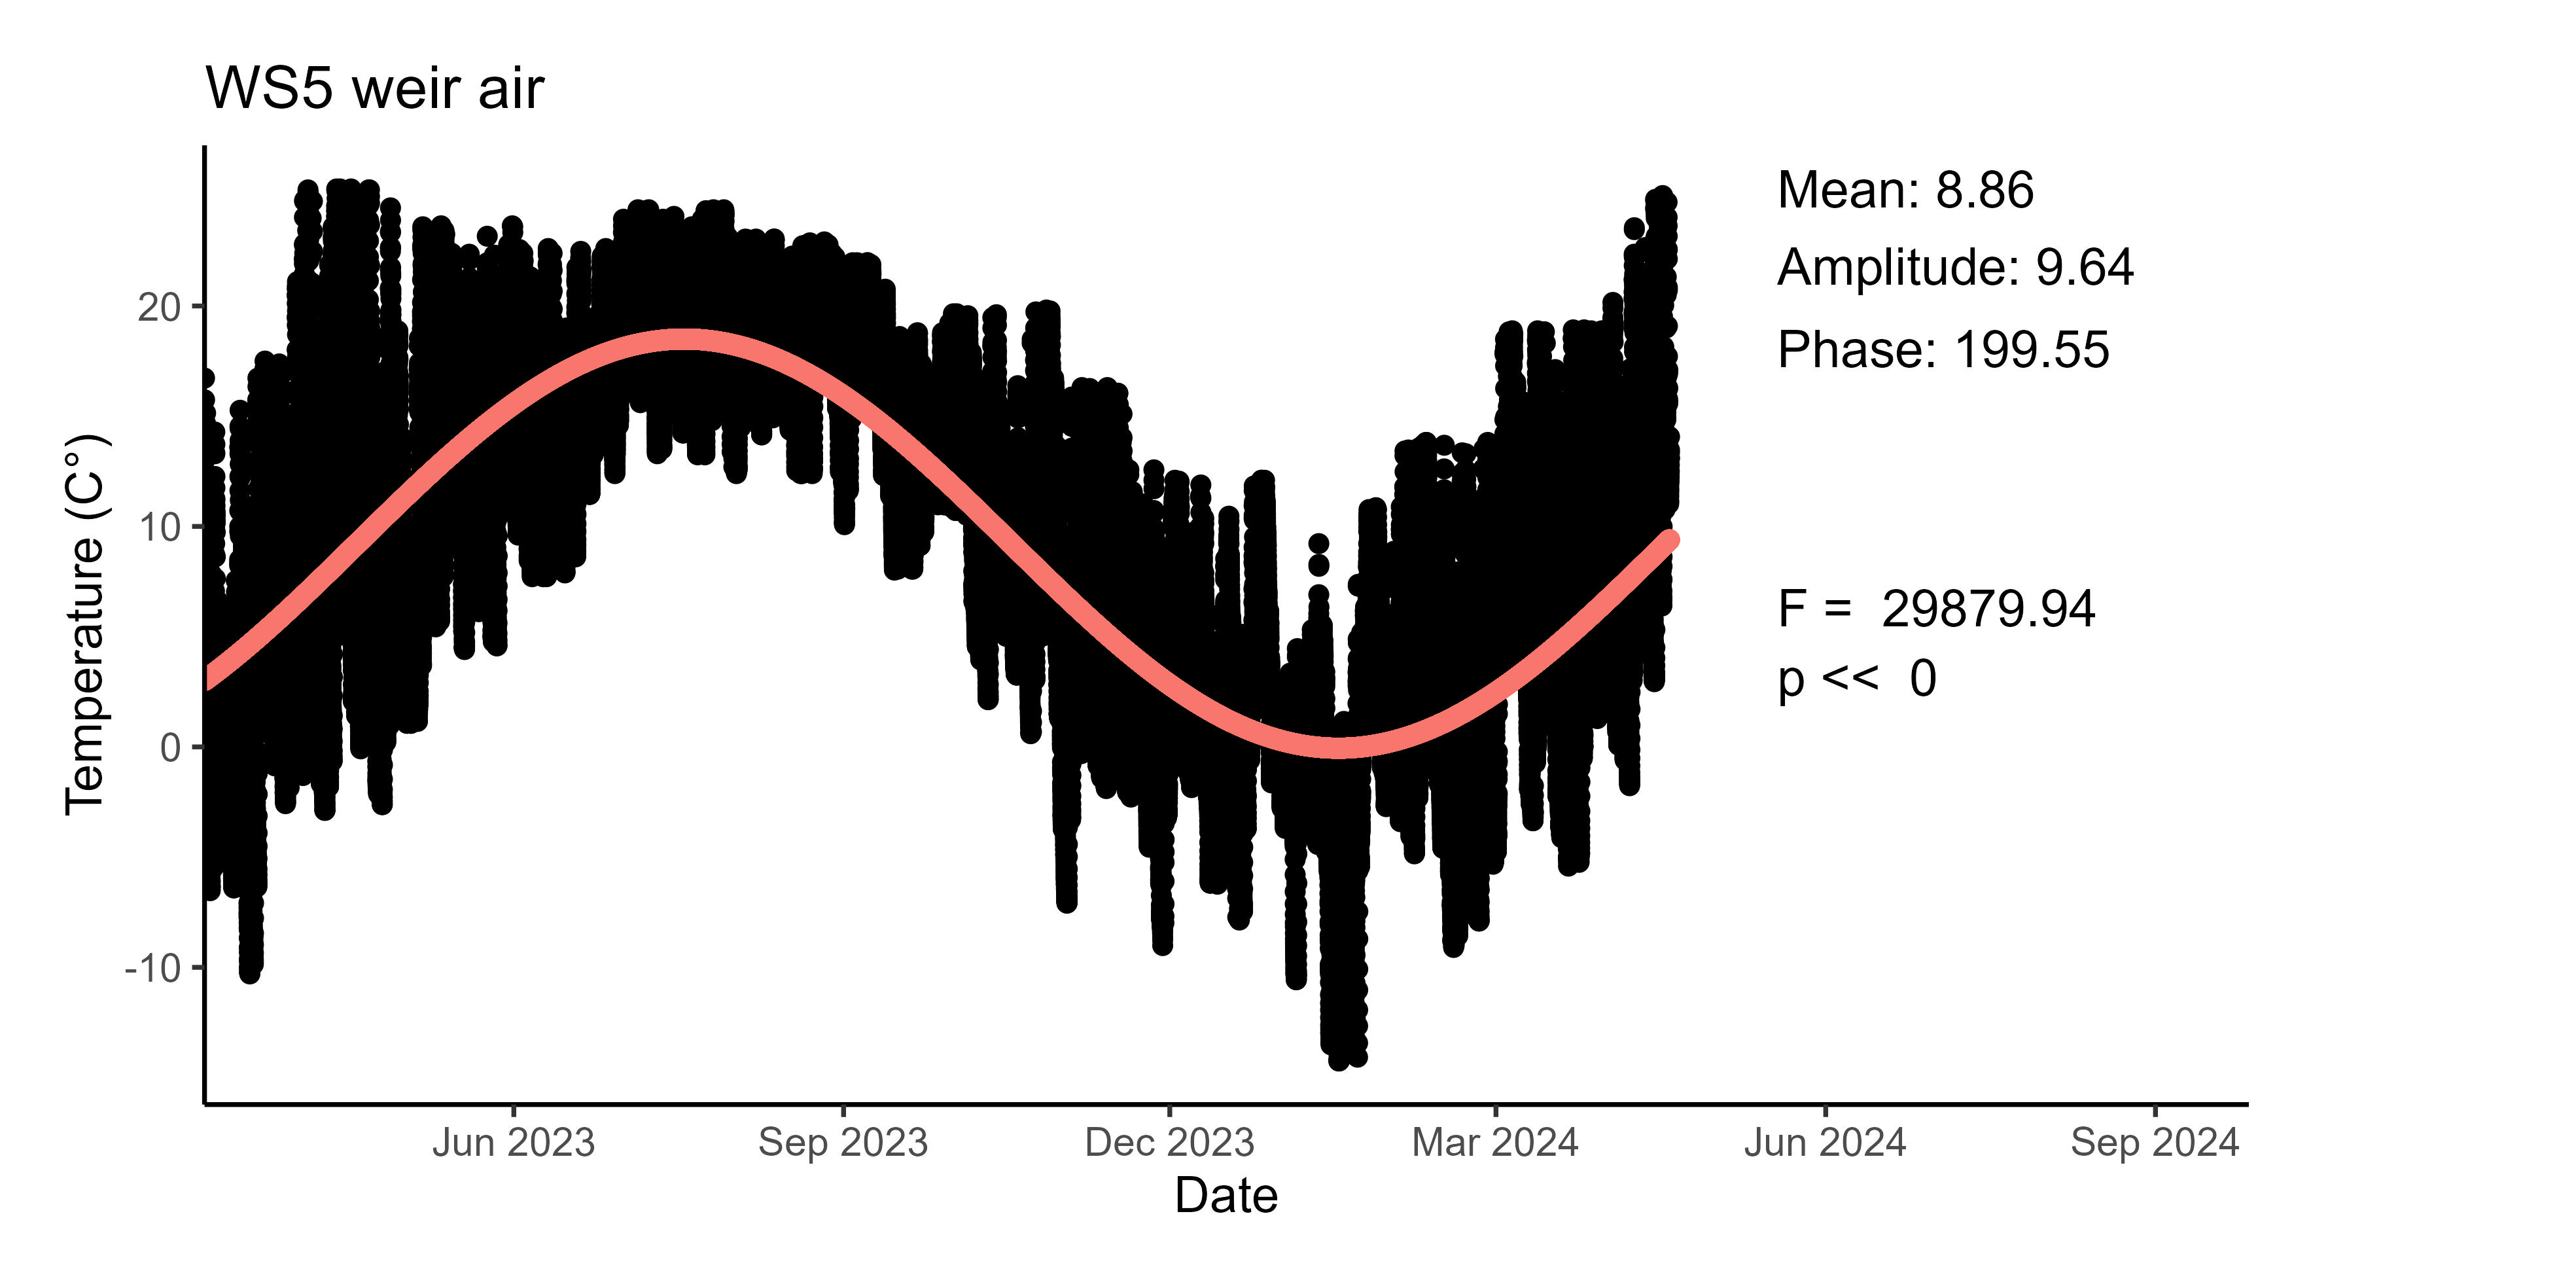 WS5 weir air
Mean: 8.86
Amplitude: 9.64
Phase: 199.55
F =  29879.94
p <<  0
Temperature (C°)
20
10
0
-10
Jun 2023
Sep 2023
Dec 2023
Mar 2024
Jun 2024
Sep 2024
Date